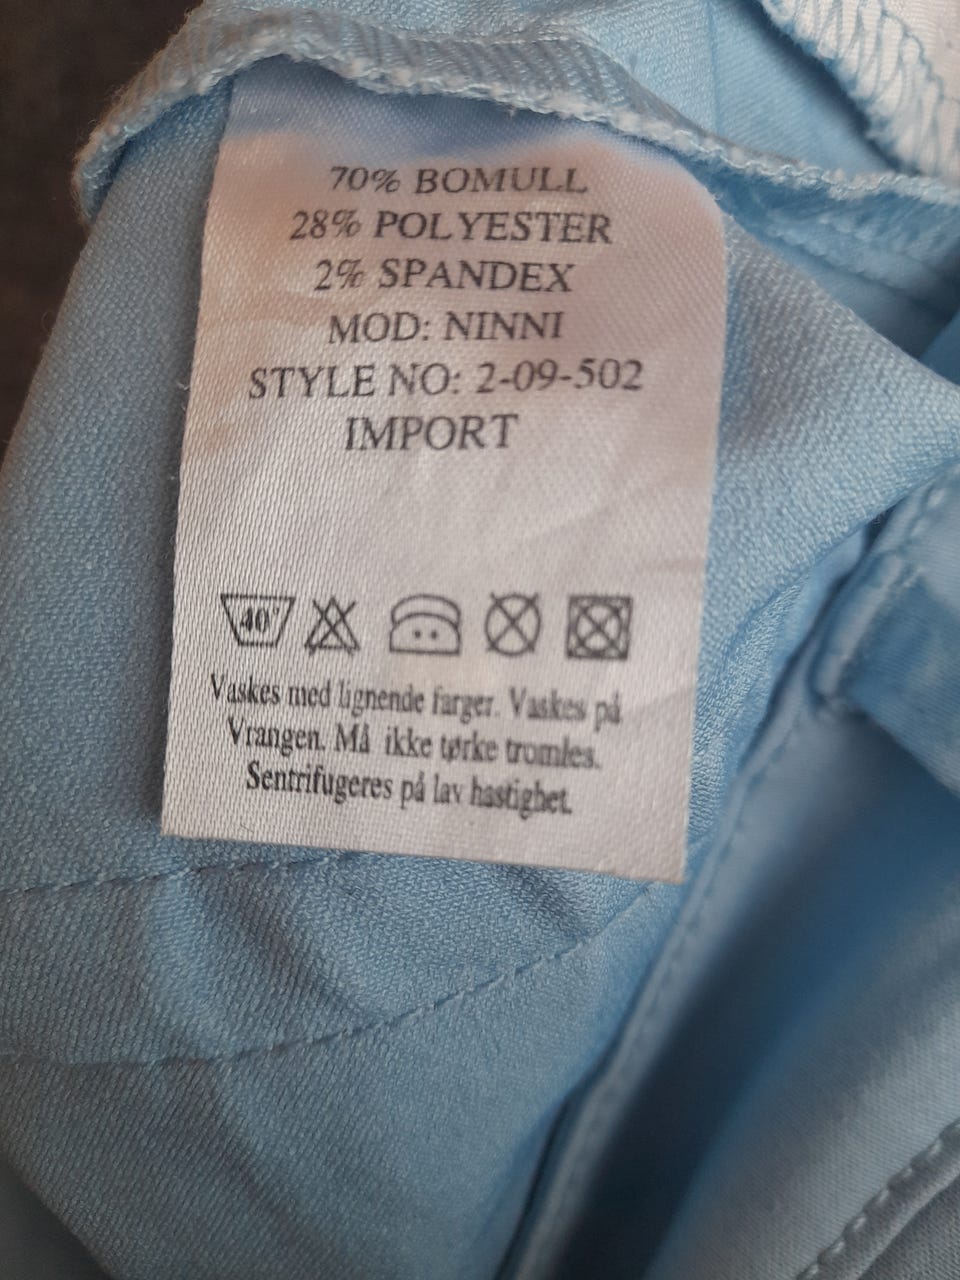 70% BOMULL
28% POLYESTER
2% SPANDEX
MOD: NINNI
STYLE NO: 2-09-502
IMPORT
40°
Vaskes med lignende farger. Vaskes på
Vrangen. Må ikke tørke tromles.
Sentrifugeres på lav hastighet.